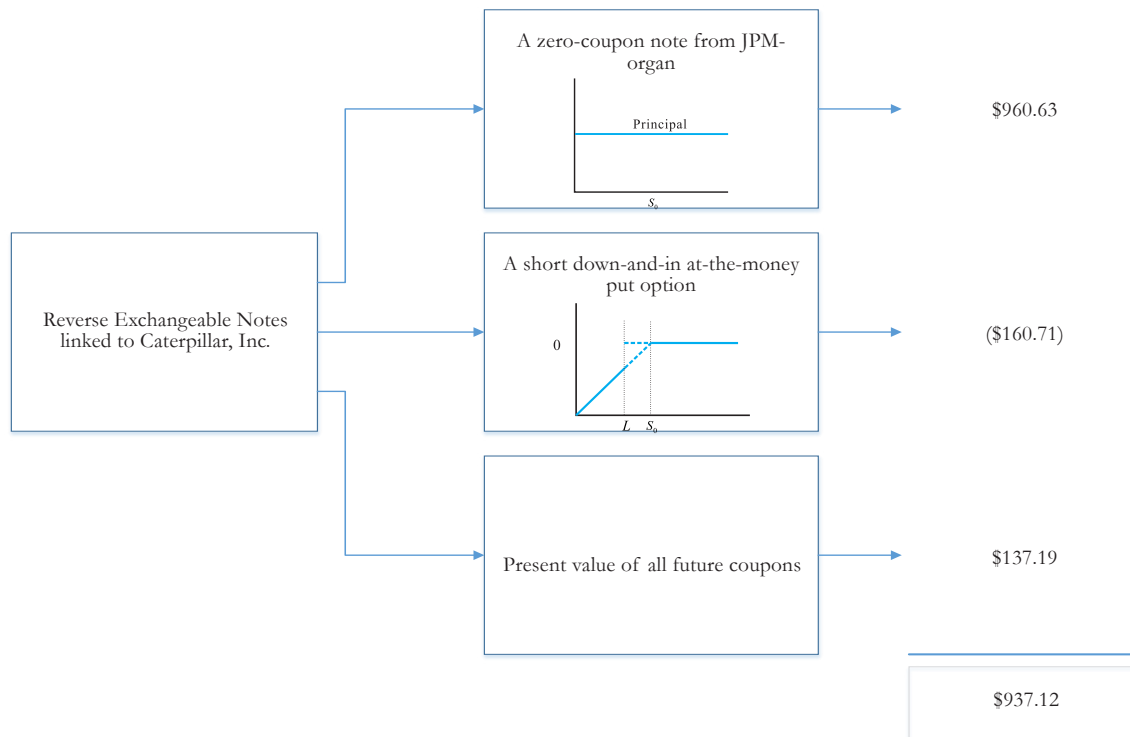 A zero-coupon note from JPM-
organ
Principal
S₀
$960.63
Reverse Exchangeable Notes
linked to Caterpillar, Inc.
A short down-and-in at-the-money
put option
0
L S₀
($160.71)
Present value of all future coupons
$137.19
$937.12